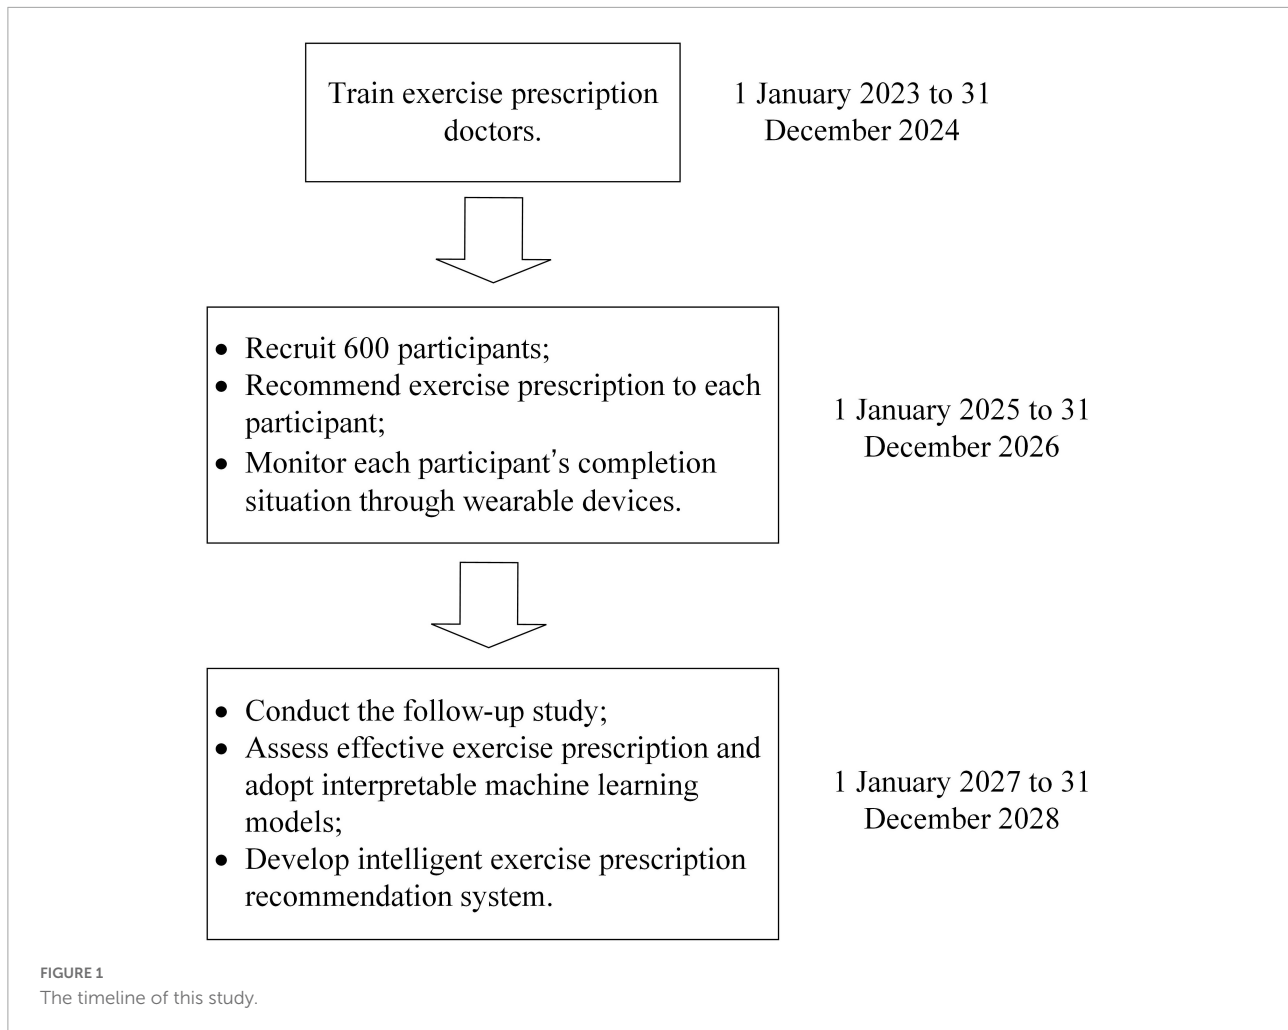 Train exercise prescription
doctors.
1 January 2023 to 31
December 2024
• Recruit 600 participants;
• Recommend exercise prescription to each
participant;
• Monitor each participant’s completion
situation through wearable devices.
1 January 2025 to 31
December 2026
• Conduct the follow-up study;
• Assess effective exercise prescription and
adopt interpretable machine learning
models;
• Develop intelligent exercise prescription
recommendation system.
1 January 2027 to 31
December 2028
FIGURE 1
The timeline of this study.